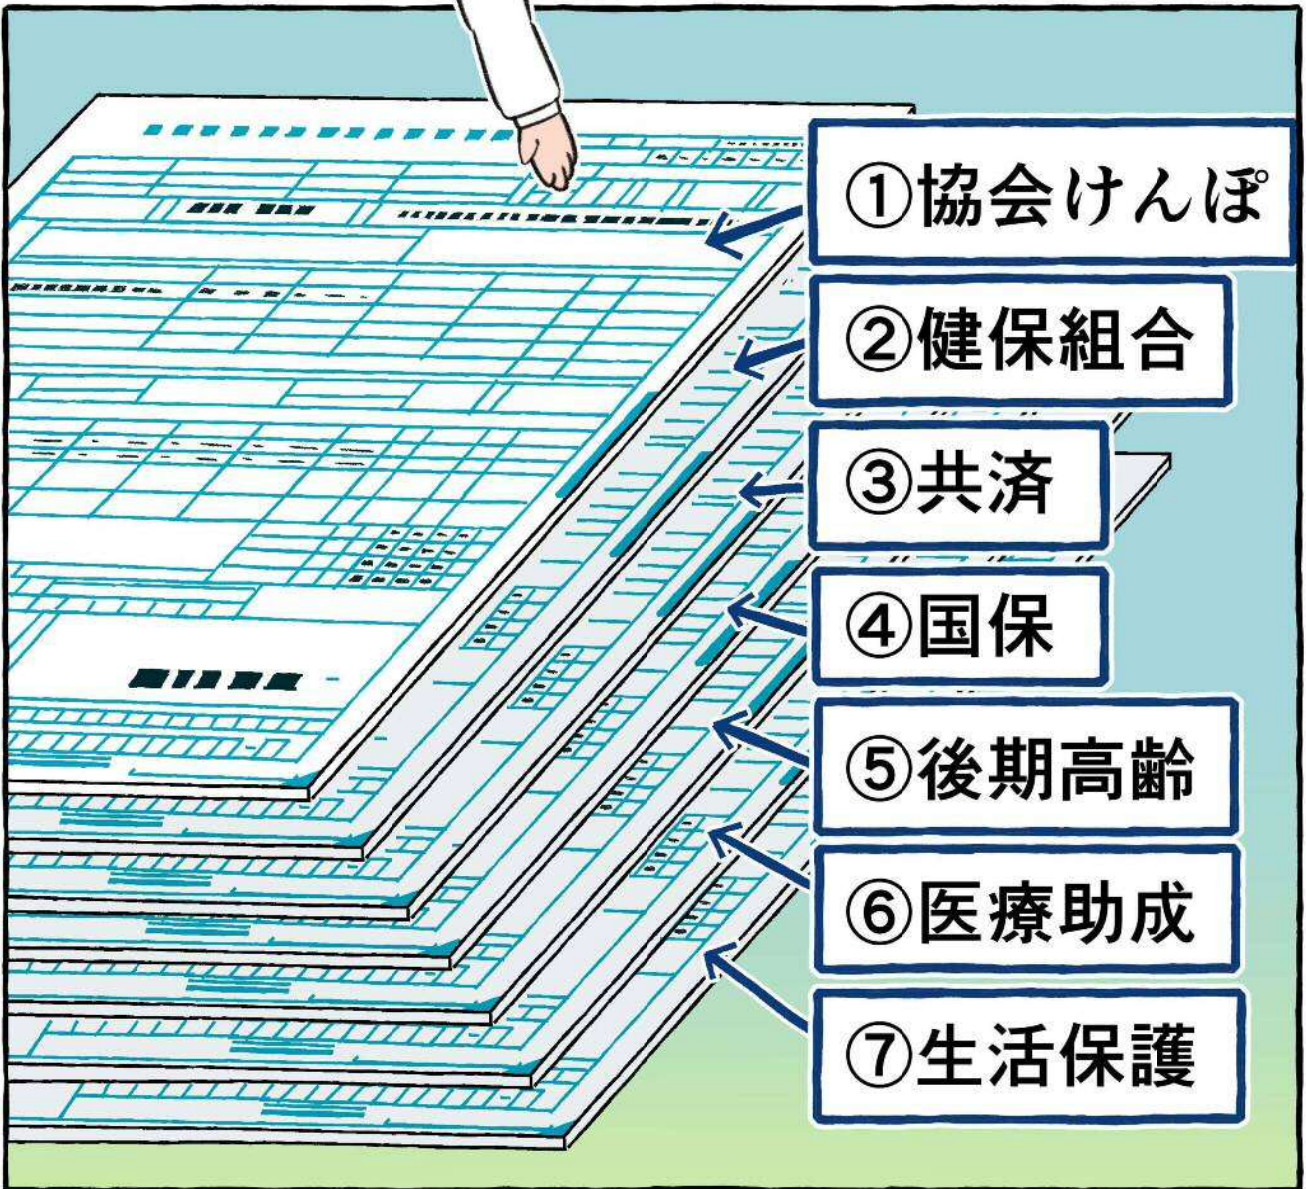 ①協会けんぽ
②健保組合
③共済
④国保
⑤後期高齢
⑥医療助成
⑦生活保護